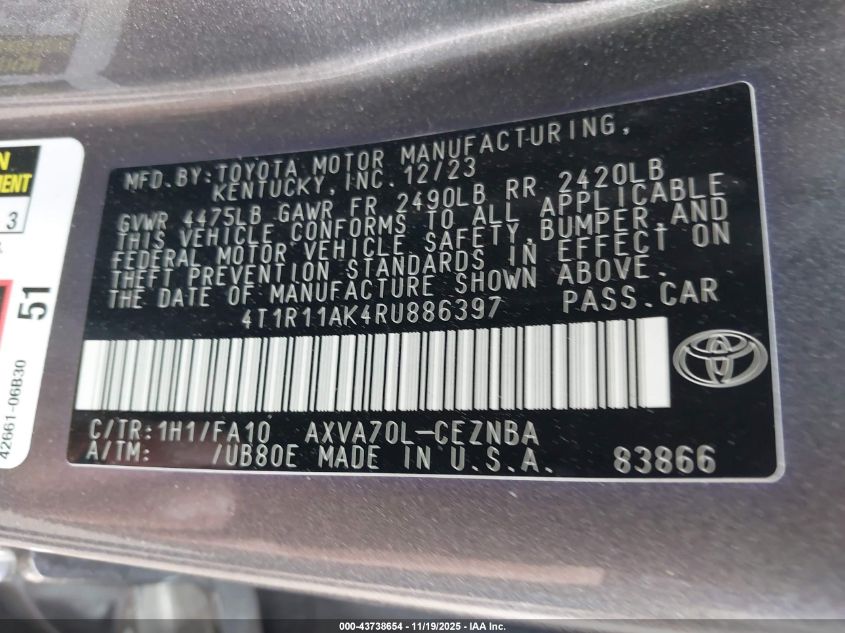 MFD.BY:TOYOTA MOTOR MANUFACTURING,
KENTUCKY, INC. 12/23
GVWR 4475LB GAWR FR 2490LB RR 2420LB
THIS VEHICLE CONFORMS TO ALL APPLICABLE
FEDERAL MOTOR VEHICLE SAFETY, BUMPER, AND
THEFT PREVENTION STANDARDS IN EFFECT ON
THE DATE OF MANUFACTURE SHOWN ABOVE.
4T1R11AK4RU886397 PASS.CAR
C/TR:1H1/FA10 AXVA70L-CEZNBA
A/TM: /UB80E MADE IN U.S.A. 83866
3
51
42661-06B30
000-43738654 - 11/19/2025 - IAA Inc.